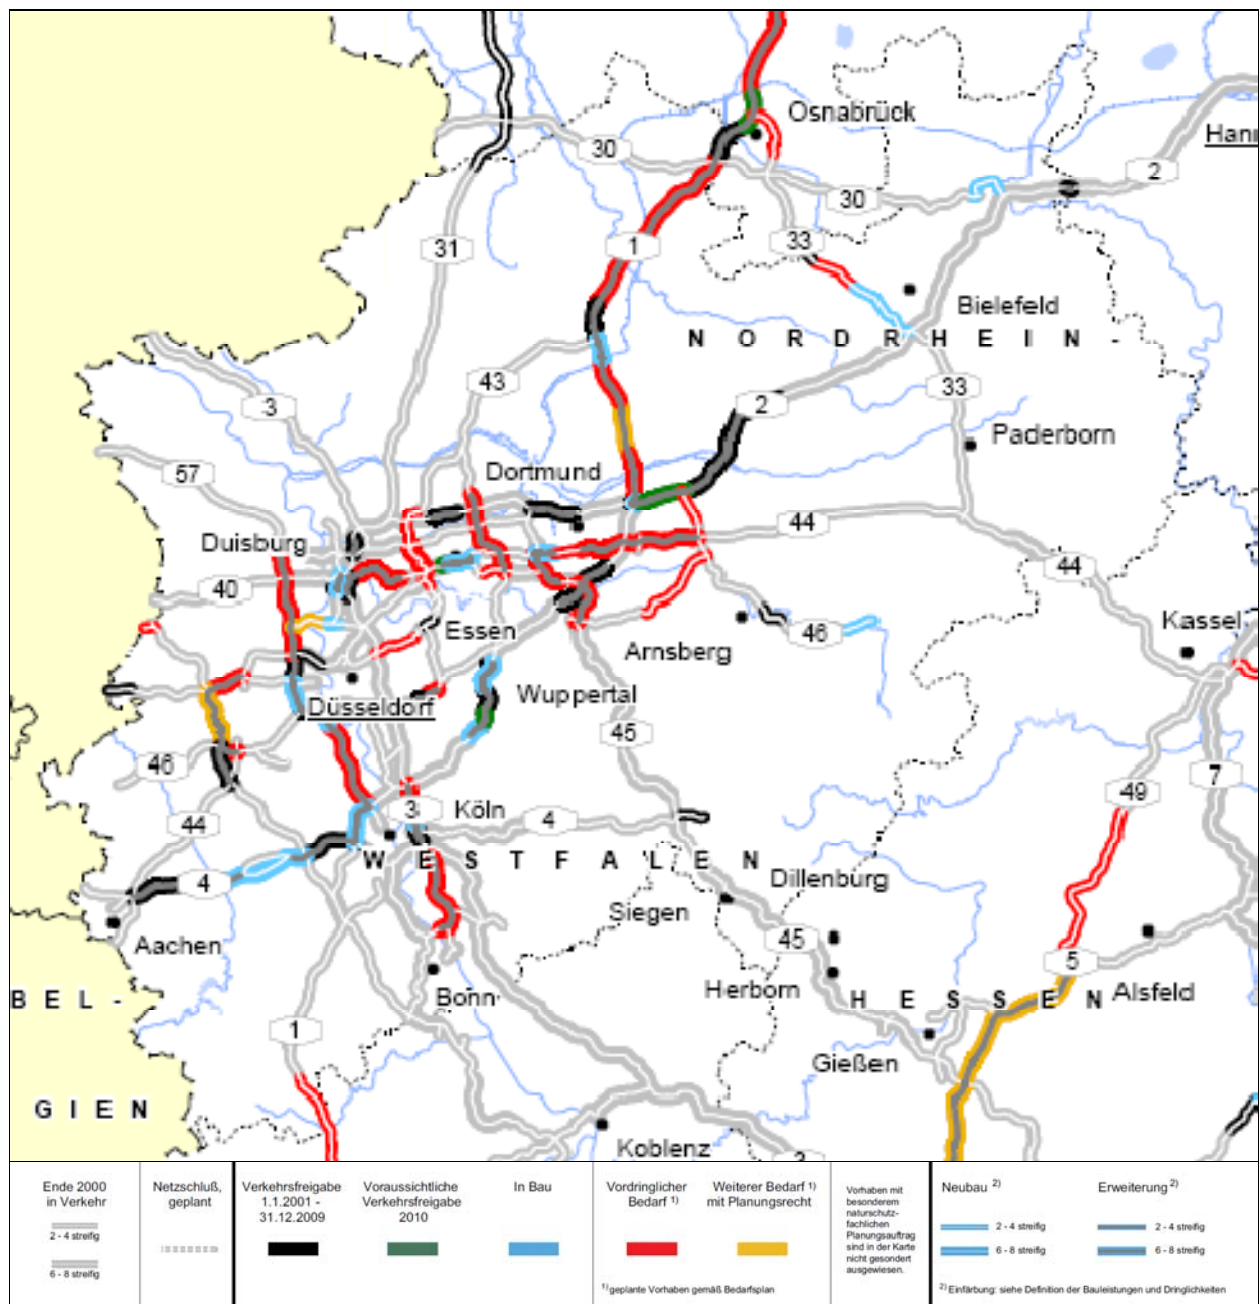 Osnabrück
Hann
30
2
30
1
33
31
Bielefeld
N O R D R H E I N -
43
3
2
33
Paderborn
57
Dortmund
44
Duisburg
44
40
Kassel
Essen
46
Arnsberg
Wuppertal
Düsseldorf
45
46
7
49
3
Köln
4
44
W E S T F A L E N
Dillenburg
4
Siegen
Aachen
45
5
Bonn
Herborn
H E S S E N
Alsfeld
B E L -
1
Gießen
G I E N
Koblenz
3
Ende 2000
in Verkehr
2 - 4 streifig
6 - 8 streifig
Netzschluß,
geplant
Verkehrsfreigabe
1.1.2001 -
31.12.2009
Voraussichtliche
Verkehrsfreigabe
2010
In Bau
Vordringlicher
Bedarf 1)
Weiterer Bedarf 1)
mit Planungsrecht
1) geplante Vorhaben gemäß Bedarfsplan
Vorhaben mit
besonderem
naturschutz-
fachlichen
Planungsauftrag
sind in der Karte
nicht gesondert
ausgewiesen.
Neubau 2)
Erweiterung 2)
2 - 4 streifig
2 - 4 streifig
6 - 8 streifig
6 - 8 streifig
2) Einfärbung: siehe Definition der Bauleistungen und Dringlichkeiten